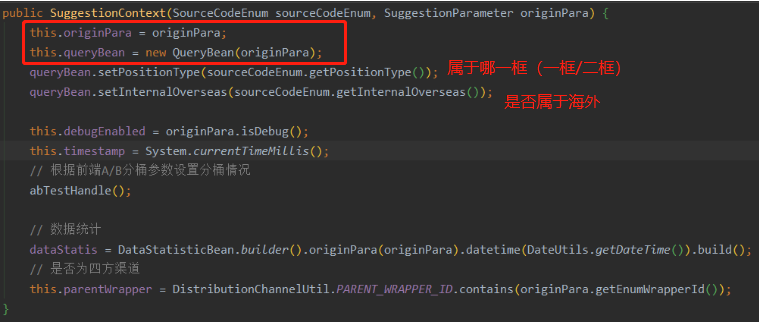 public SuggestionContext(SourceCodeEnum sourceCodeEnum, SuggestionParameter originPara) {
this.originPara = originPara;
this.queryBean = new QueryBean(originPara);
queryBean.setPositionType(sourceCodeEnum.getPositionType()); 属于哪一框（一框/二框）
queryBean.setInternalOverseas(sourceCodeEnum.getInternalOverseas());
是否属于海外
this.debugEnabled = originPara.isDebug();
this.timestamp = System.currentTimeMillis();
// 根据前端A/B分桶参数设置分桶情况
abTestHandle();
// 数据统计
dataStatis = DataStatisticBean.builder().originPara(originPara).datetime(DateUtils.getDateTime()).build();
// 是否为四方渠道
this.parentWrapper = DistributionChannelUtil.PARENT_WRAPPER_ID.contains(originPara.getEnumWrapperId());
}